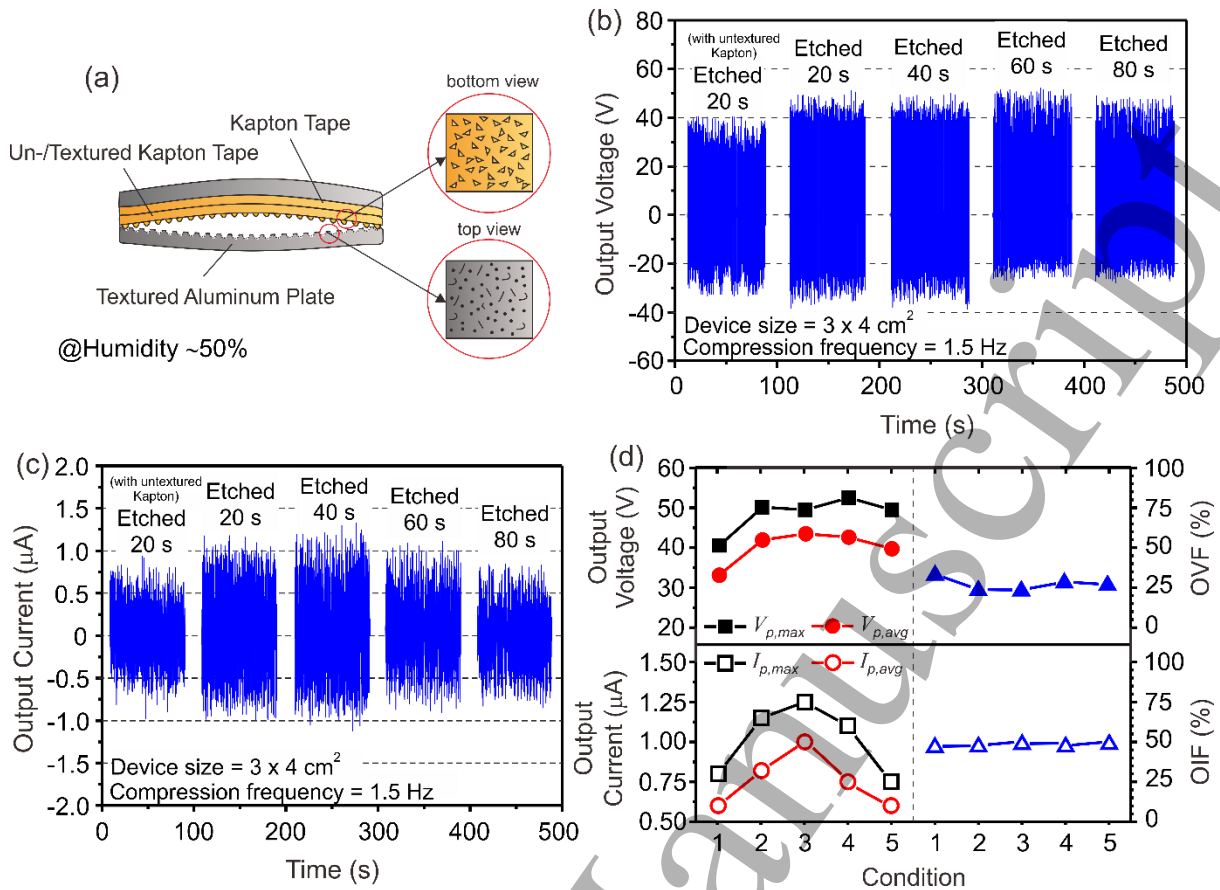 (a)
bottom view
Kapton Tape
Un-/Textured Kapton Tape
top view
Textured Aluminum Plate
@Humidity ~50%
(b)
80
60
40
20
0
-20
-40
-60
Output Voltage (V)
(with untextured
Kapton)
Etched
20 s
Etched
20 s
Etched
40 s
Etched
60 s
Etched
80 s
Device size = 3 x 4 cm²
Compression frequency = 1.5 Hz
0 100 200 300 400 500
Time (s)
(c)
2.0
1.5
1.0
0.5
0
-0.5
-1.0
-1.5
-2.0
Output Current (μA)
(with untextured
Kapton)
Etched
20 s
Etched
20 s
Etched
40 s
Etched
60 s
Etched
80 s
Device size = 3 x 4 cm²
Compression frequency = 1.5 Hz
0 100 200 300 400 500
Time (s)
(d)
60
50
40
30
20
Output
Voltage (V)
Vp,max Vp,avg
100
75
50
25
0
OVF (%)
1.50
1.25
1.00
0.75
0.50
Output
Current (μA)
Ip,max Ip,avg
100
75
50
25
0
OIF (%)
1 2 3 4 5 1 2 3 4 5
Condition
Manuscript